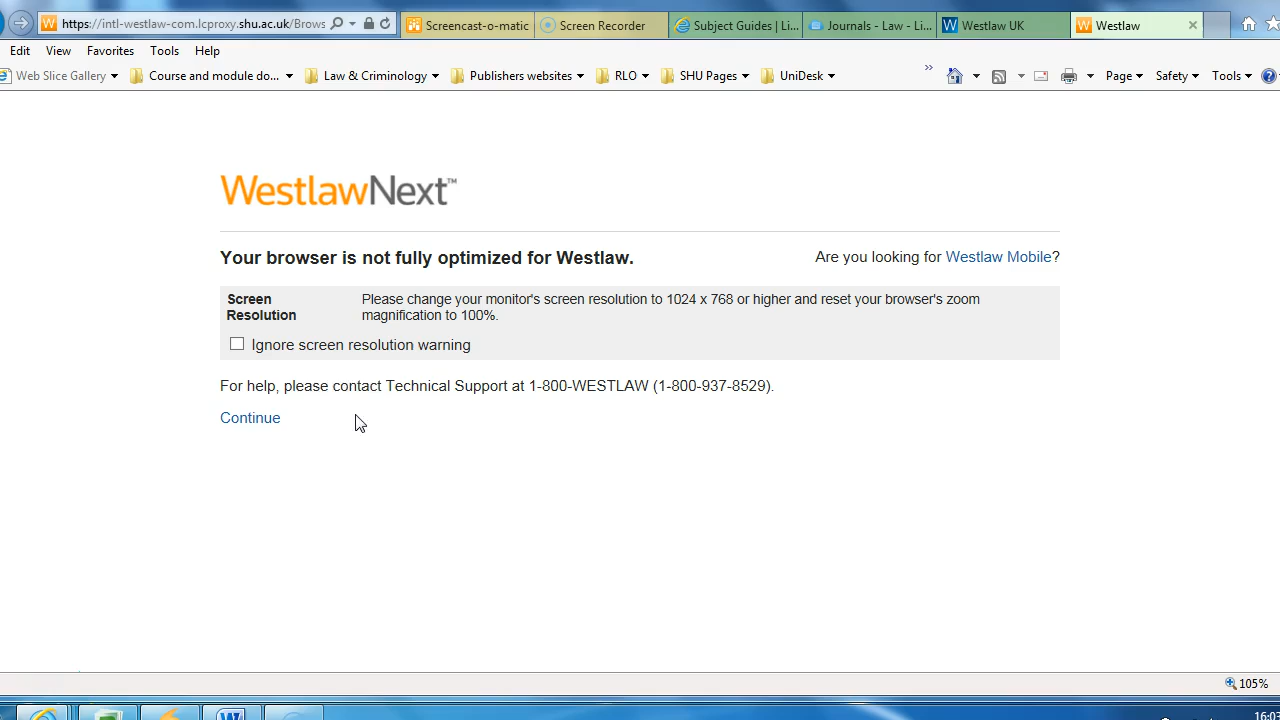 https://intl-westlaw-com.lcproxy.shu.ac.uk/Brows
Screencast-o-matic
Screen Recorder
Subject Guides | Li...
Journals - Law - Li...
Westlaw UK
Westlaw
Edit View Favorites Tools Help
Web Slice Gallery
Course and module do...
Law & Criminology
Publishers websites
RLO
SHU Pages
UniDesk
Page
Safety
Tools
WestlawNext™
Your browser is not fully optimized for Westlaw.
Are you looking for Westlaw Mobile?
Screen
Resolution
Please change your monitor's screen resolution to 1024 x 768 or higher and reset your browser's zoom
magnification to 100%.
Ignore screen resolution warning
For help, please contact Technical Support at 1-800-WESTLAW (1-800-937-8529).
Continue
105%